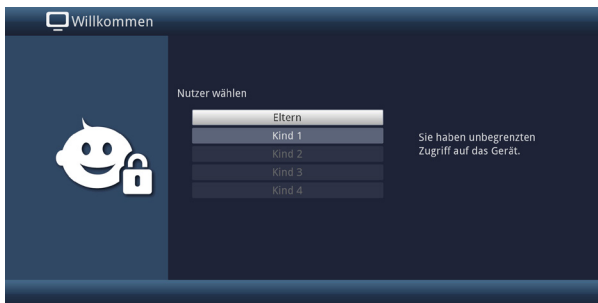 Willkommen
Nutzer wählen
Eltern
Kind 1
Kind 2
Kind 3
Kind 4
Sie haben unbegrenzten
Zugriff auf das Gerät.